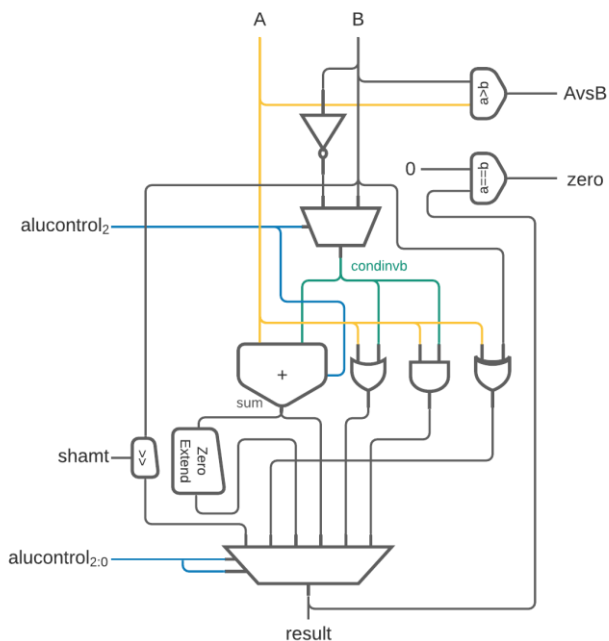 A
B
a>b
AvsB
0
a==b
zero
alucontrol₂
condinvb
+
sum
shamt
<<
Zero
Extend
alucontrol₂:₀
result